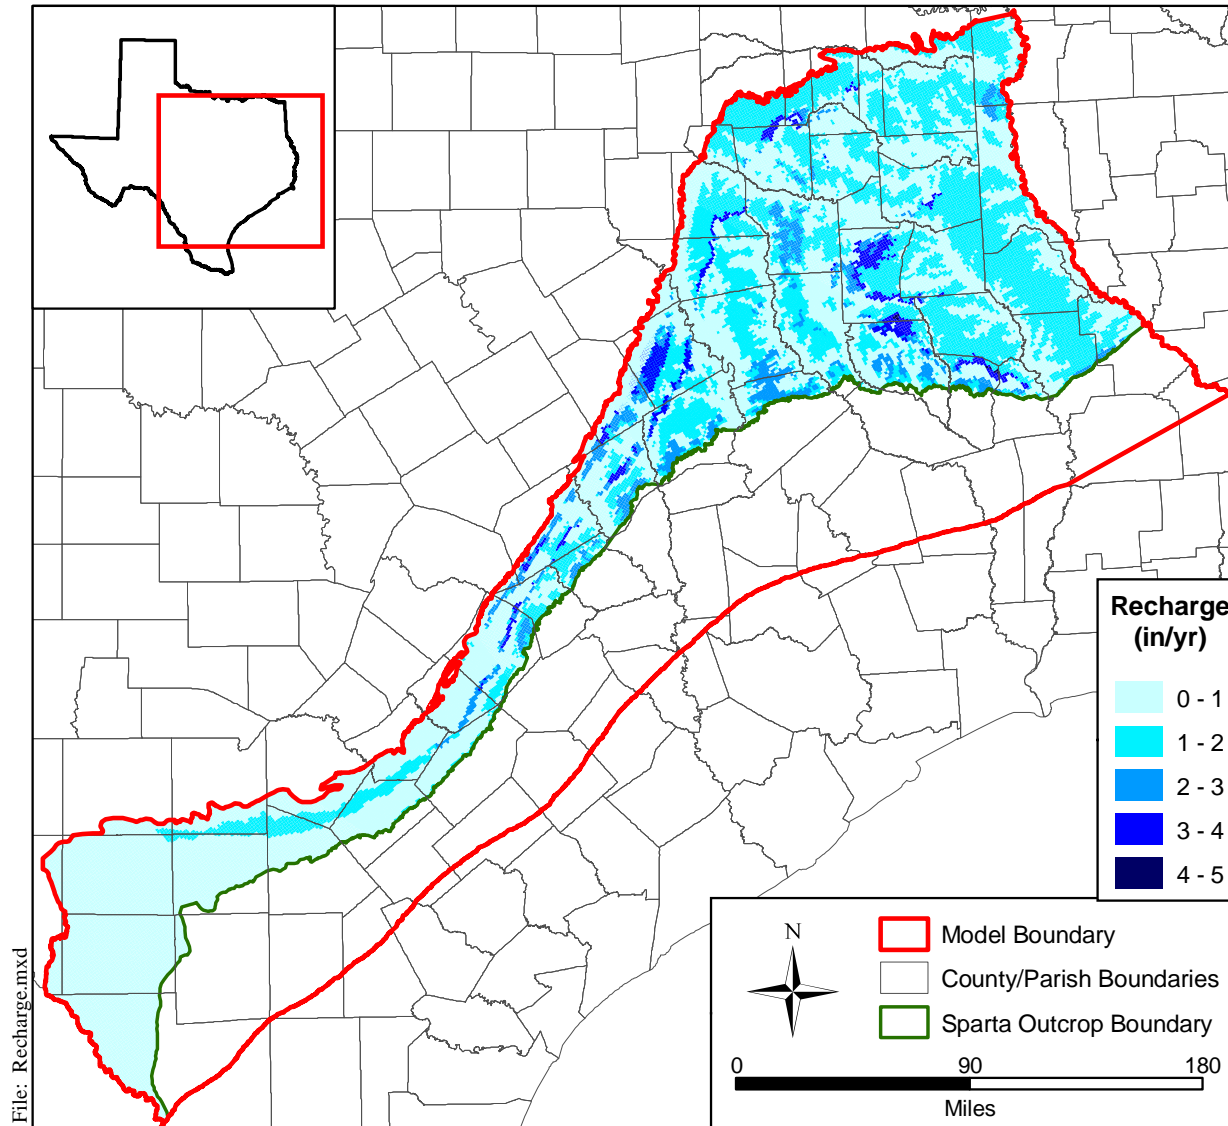 Recharge
(in/yr)
0 - 1
1 - 2
2 - 3
3 - 4
4 - 5
N
Model Boundary
County/Parish Boundaries
Sparta Outcrop Boundary
0 90 180
Miles
File: Recharge.mxd